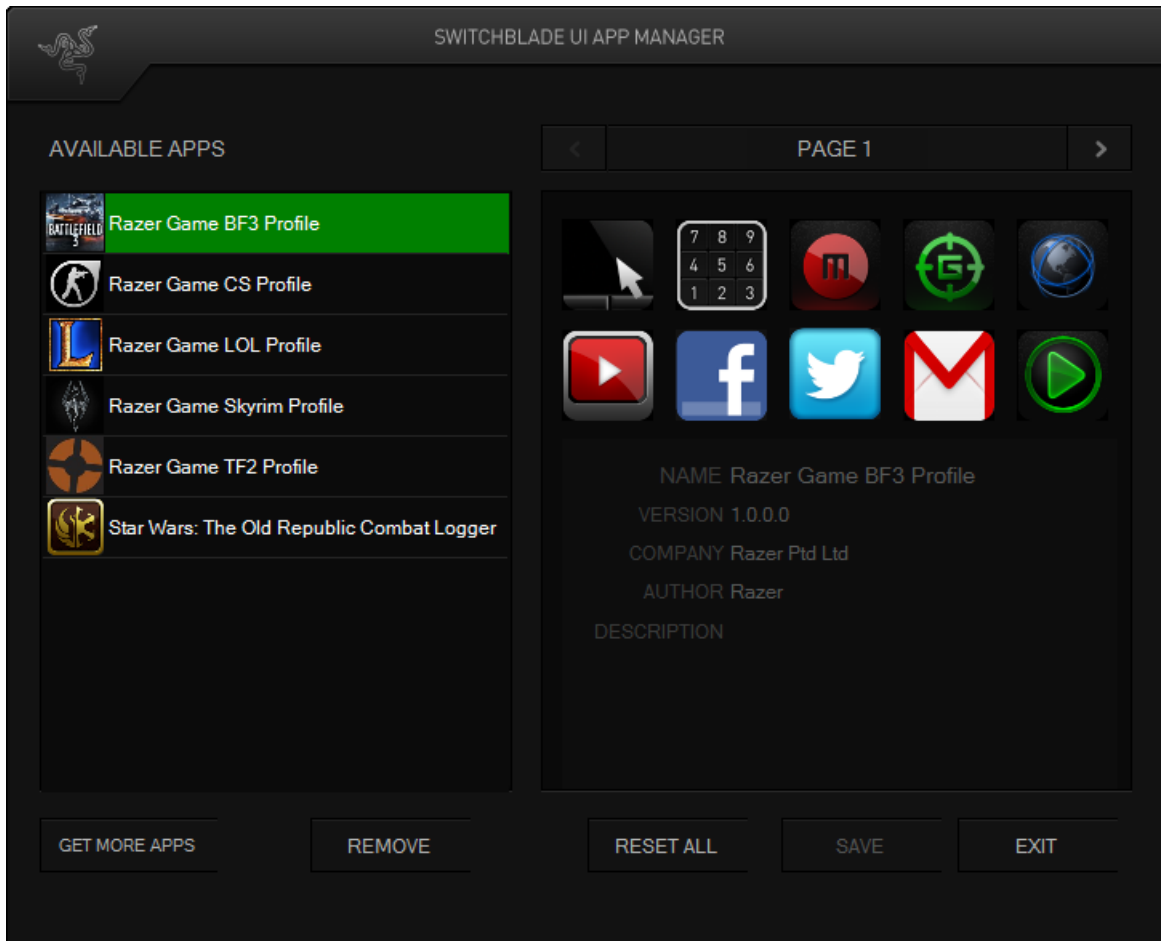 SWITCHBLADE UI APP MANAGER
AVAILABLE APPS
PAGE 1
BATTLEFIELD
3
Razer Game BF3 Profile
Razer Game CS Profile
L
Razer Game LOL Profile
Razer Game Skyrim Profile
Razer Game TF2 Profile
Star Wars: The Old Republic Combat Logger
7 8 9
4 5 6
1 2 3
m
G
f
M
NAME Razer Game BF3 Profile
VERSION 1.0.0.0
COMPANY Razer Ptd Ltd
AUTHOR Razer
DESCRIPTION
GET MORE APPS
REMOVE
RESET ALL
SAVE
EXIT